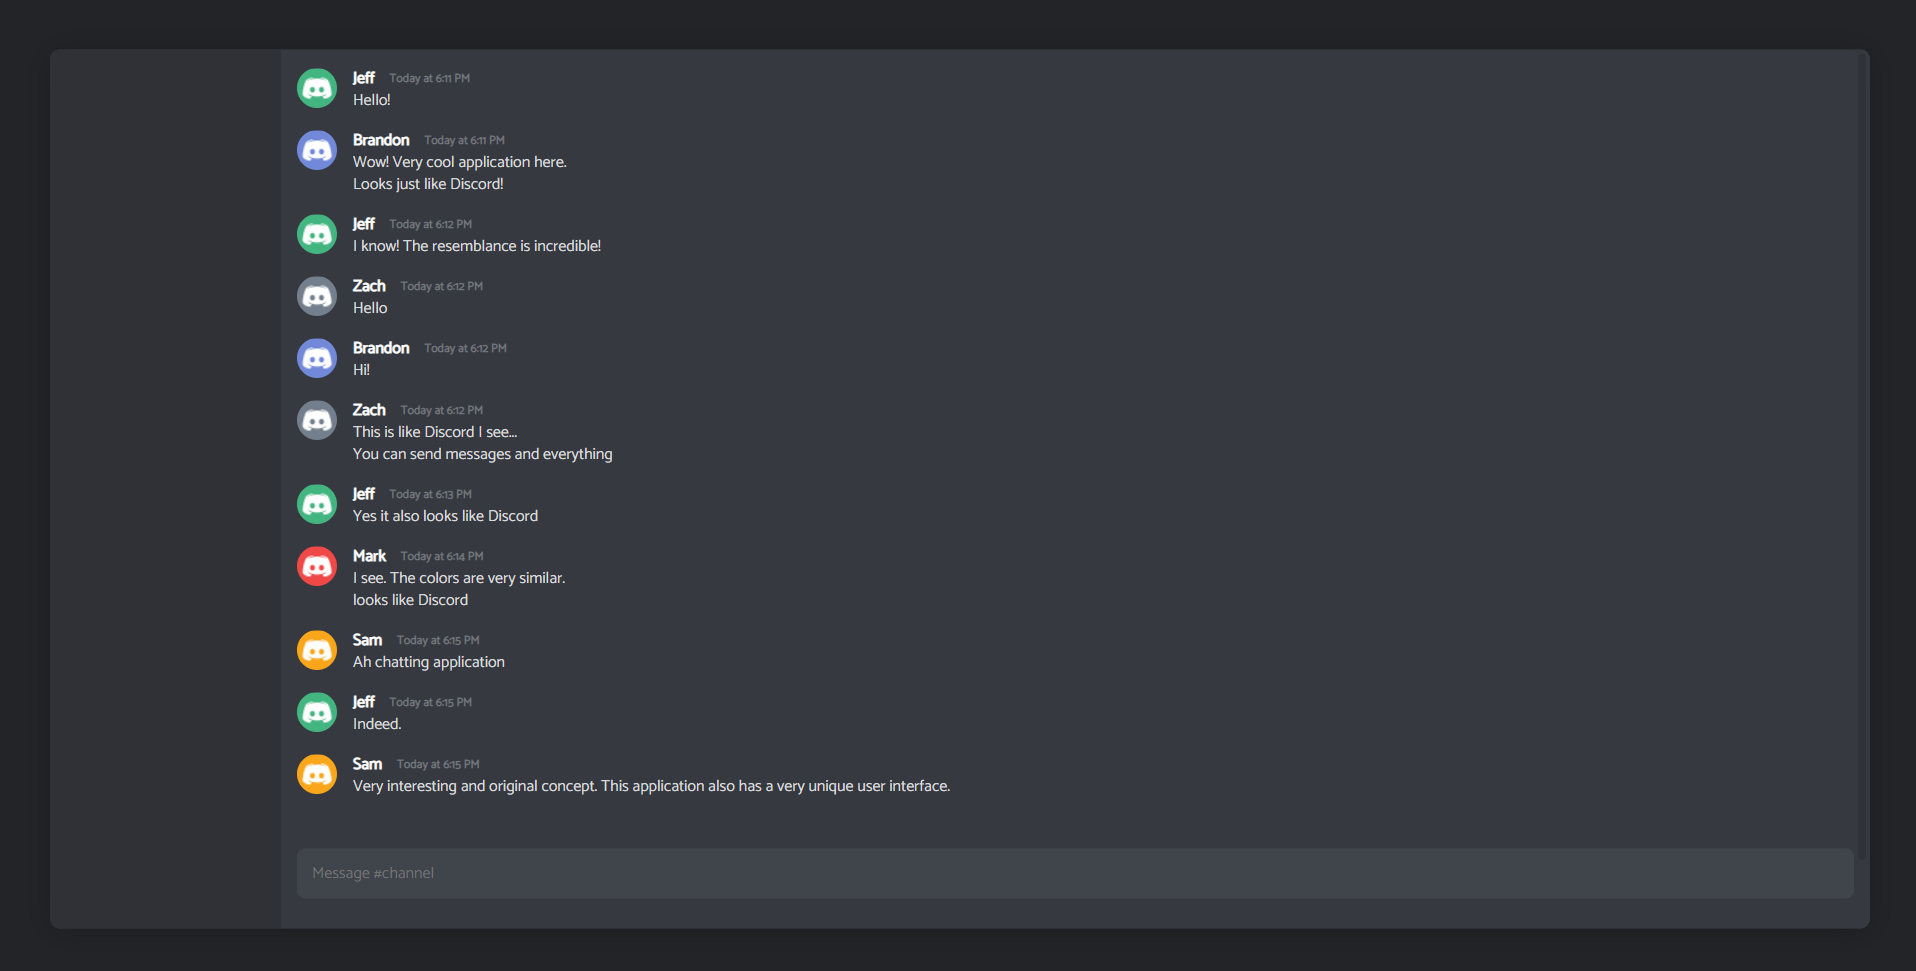 Jeff Today at 6:11 PM
Hello!
Brandon Today at 6:11 PM
Wow! Very cool application here.
Looks just like Discord!
Jeff Today at 6:12 PM
I know! The resemblance is incredible!
Zach Today at 6:12 PM
Hello
Brandon Today at 6:12 PM
Hi!
Zach Today at 6:12 PM
This is like Discord I see...
You can send messages and everything
Jeff Today at 6:13 PM
Yes it also looks like Discord
Mark Today at 6:14 PM
I see. The colors are very similar.
looks like Discord
Sam Today at 6:15 PM
Ah chatting application
Jeff Today at 6:15 PM
Indeed.
Sam Today at 6:15 PM
Very interesting and original concept. This application also has a very unique user interface.
Message #channel